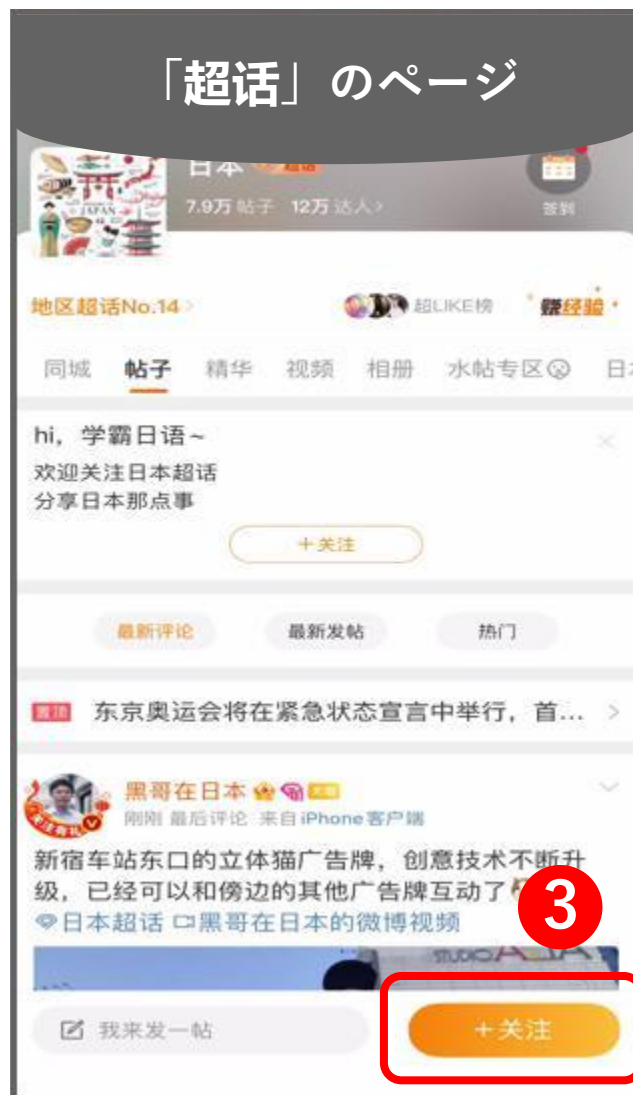 「超话」のページ
日本 超话
JAPAN
7.9万 帖子 12万 达人>
签到
地区超话No.14>
超LIKE榜
赚经验
同城 帖子 精华 视频 相册 水帖专区
hi，学霸日语~
欢迎关注日本超话
分享日本那点事
+关注
最新评论 最新发帖 热门
置顶 东京奥运会将在紧急状态宣言中举行，首... >
黑哥在日本
刚刚 最后评论 来自 iPhone客户端
新宿车站东口的立体猫广告牌，创意技术不断升
级，已经可以和傍边的其他广告牌互动了
日本超话 黑哥在日本的微博视频
3
STUDIO
我来发一帖
+关注